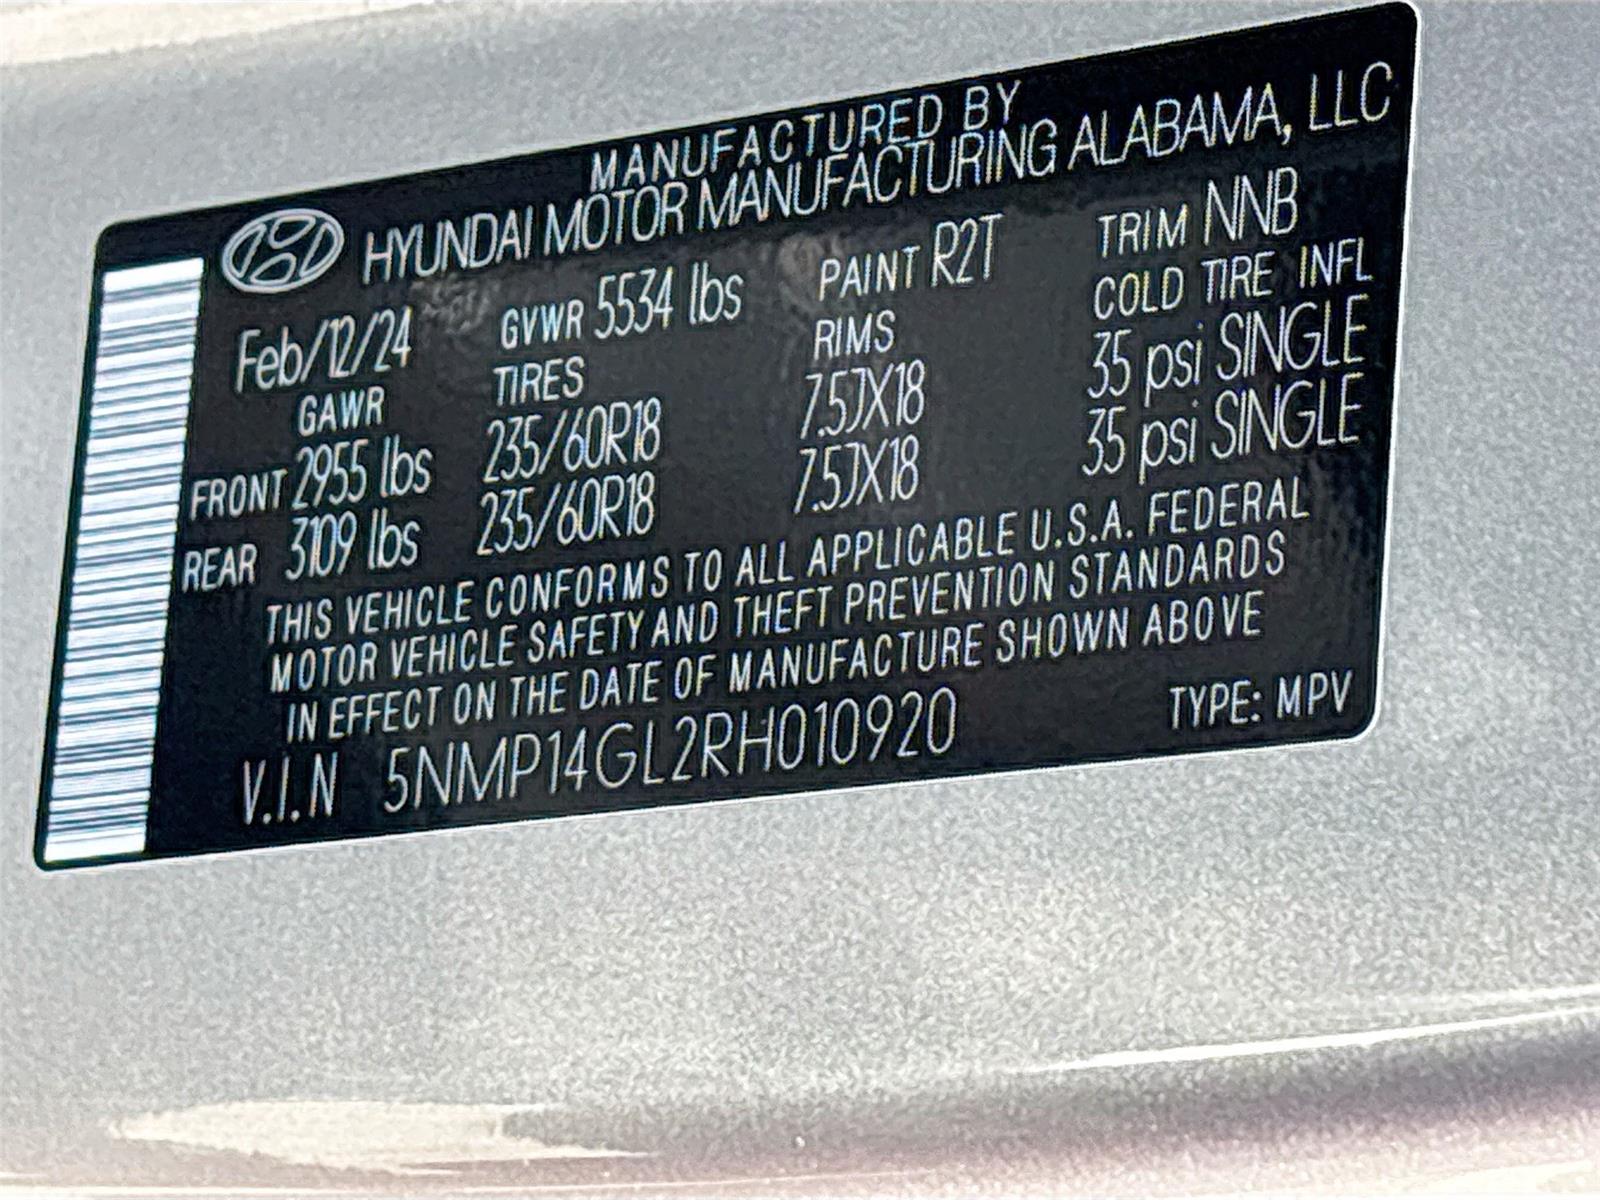 MANUFACTURED BY
HYUNDAI MOTOR MANUFACTURING ALABAMA, LLC
Feb/12/24 GVWR 5534 lbs PAINT R2T TRIM NNB
GAWR TIRES RIMS COLD TIRE INFL
FRONT 2955 lbs 235/60R18 7.5JX18 35 psi SINGLE
REAR 3109 lbs 235/60R18 7.5JX18 35 psi SINGLE
THIS VEHICLE CONFORMS TO ALL APPLICABLE U.S.A. FEDERAL
MOTOR VEHICLE SAFETY AND THEFT PREVENTION STANDARDS
IN EFFECT ON THE DATE OF MANUFACTURE SHOWN ABOVE
V.I.N 5NMP14GL2RH010920 TYPE: MPV